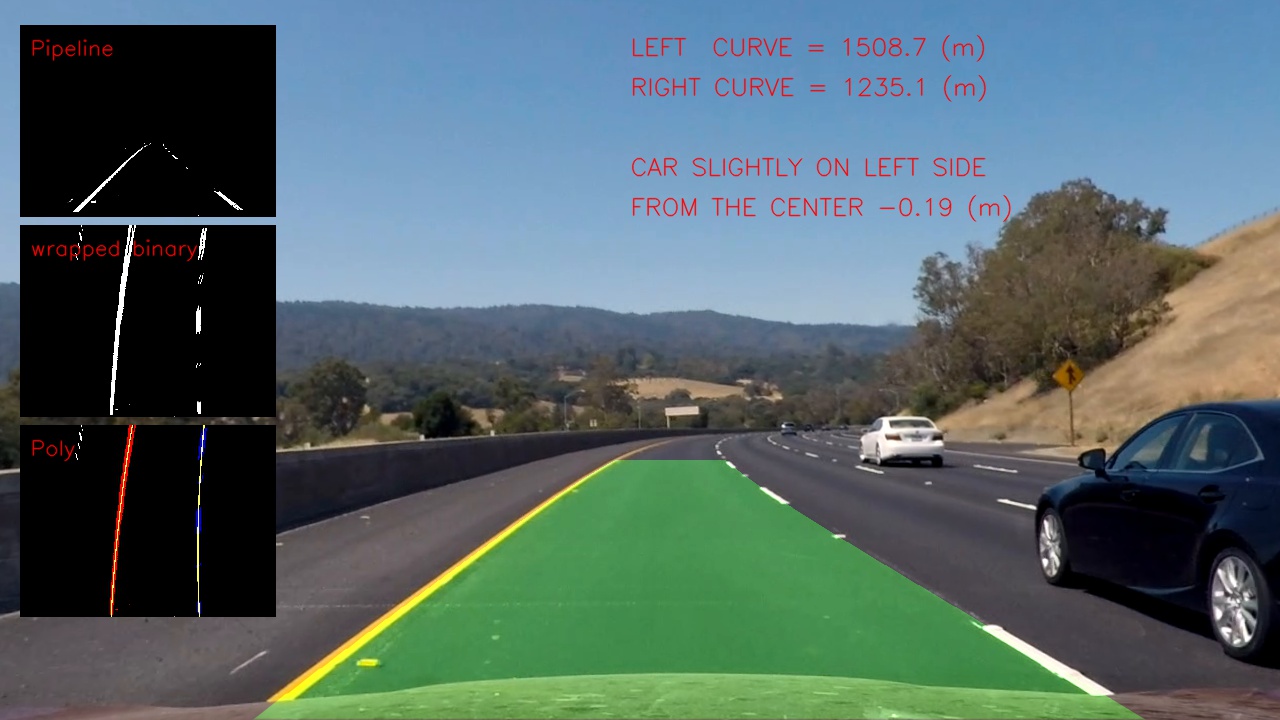 Pipeline
wrapped binary
Poly
LEFT CURVE = 1508.7 (m)
RIGHT CURVE = 1235.1 (m)
CAR SLIGHTLY ON LEFT SIDE
FROM THE CENTER −0.19 (m)